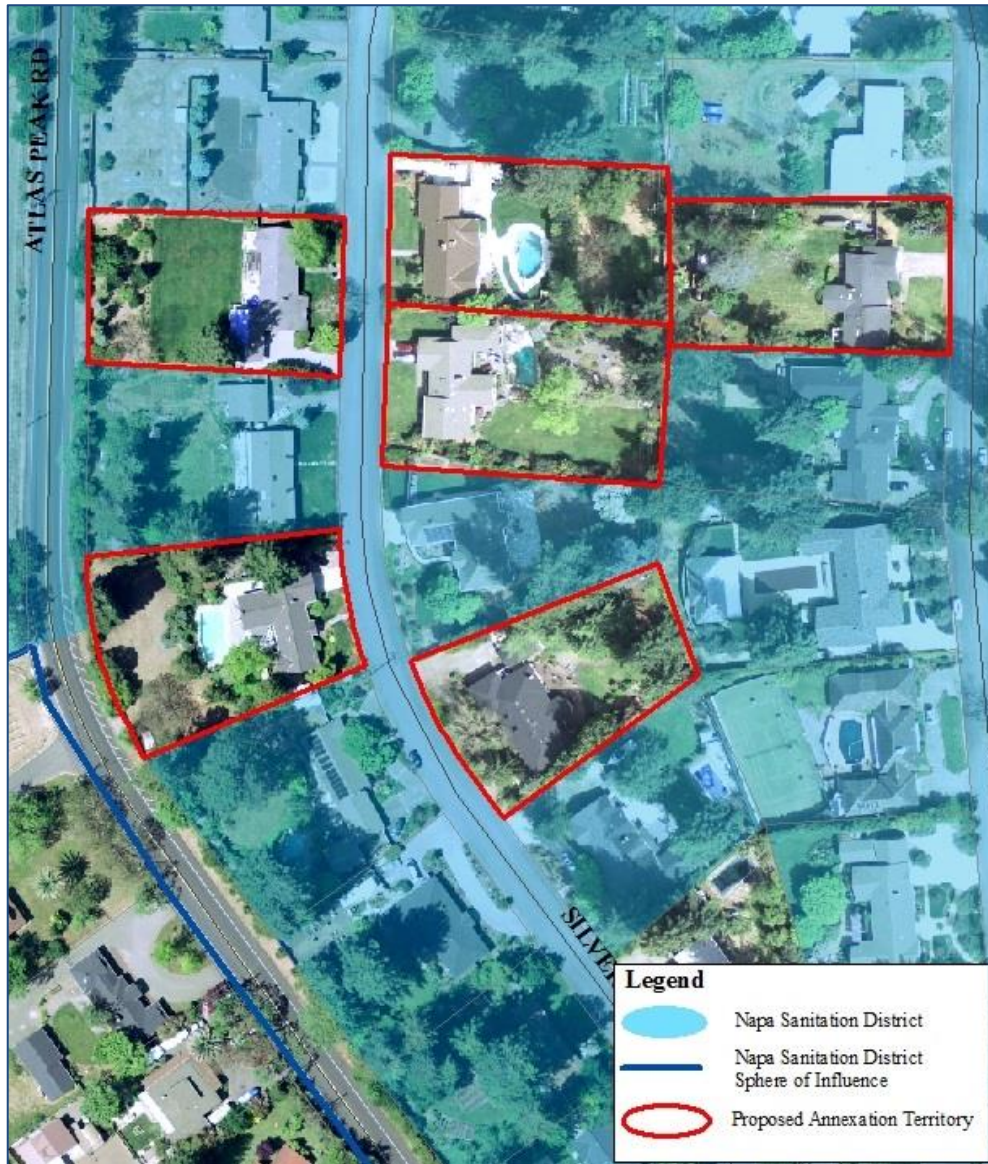 ATLAS PEAK RD
Legend
Napa Sanitation District
Napa Sanitation District
Sphere of Influence
Proposed Annexation Territory